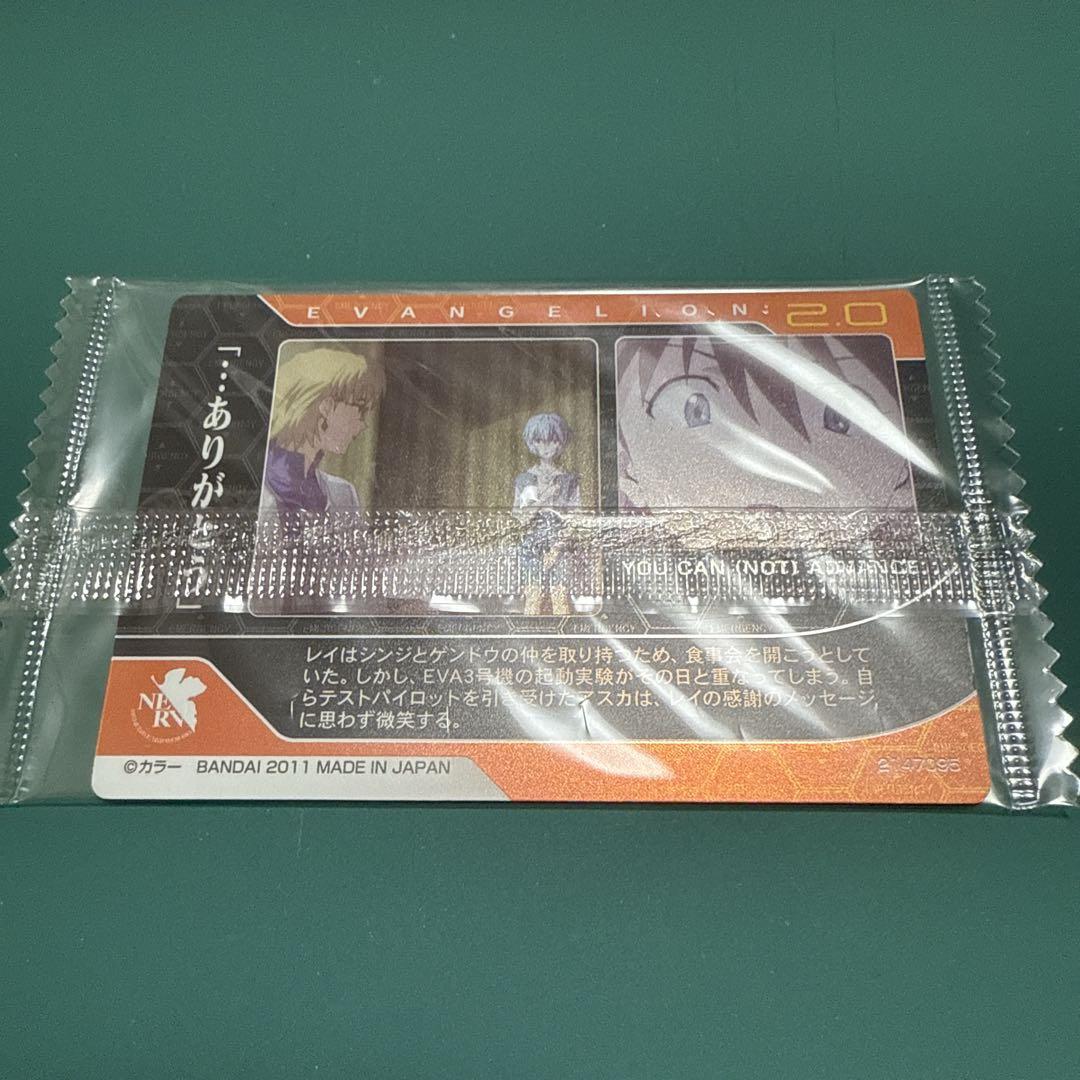 EVANGELION: 2.0
「…ありがとう」
YOU CAN (NOT) ADVANCE.
レイはシンジとゲンドウの仲を取り持つため、食事会を開こうとして
いた。しかし、EVA3号機の起動実験がその日と重なってしまう。自
らテストパイロットを引き受けたアスカは、レイの感謝のメッセージ
に思わず微笑する。
NERV
©カラー BANDAI 2011 MADE IN JAPAN
2147395
EMERGENCY